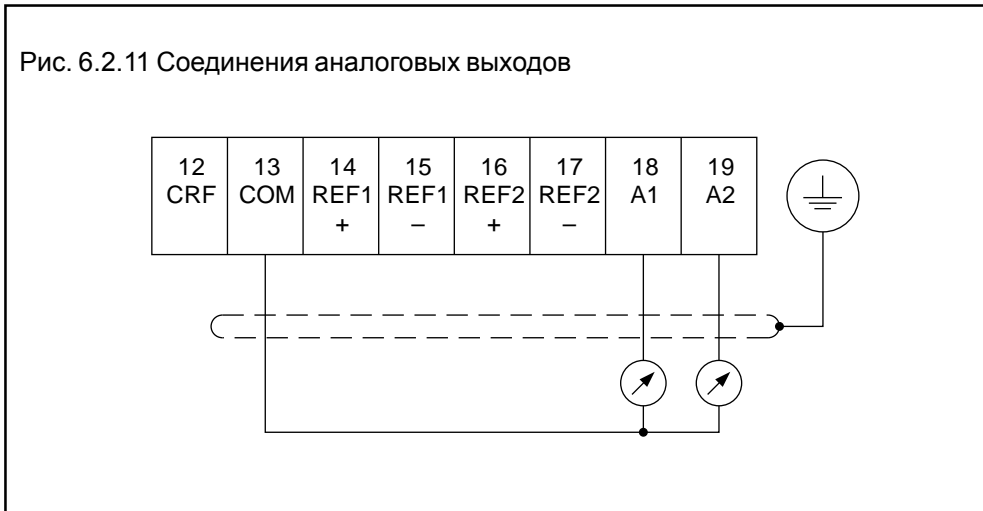 Рис. 6.2.11 Соединения аналоговых выходов
12 13 14 15 16 17 18 19
CRF COM REF1 REF1 REF2 REF2 A1 A2
+ – + –